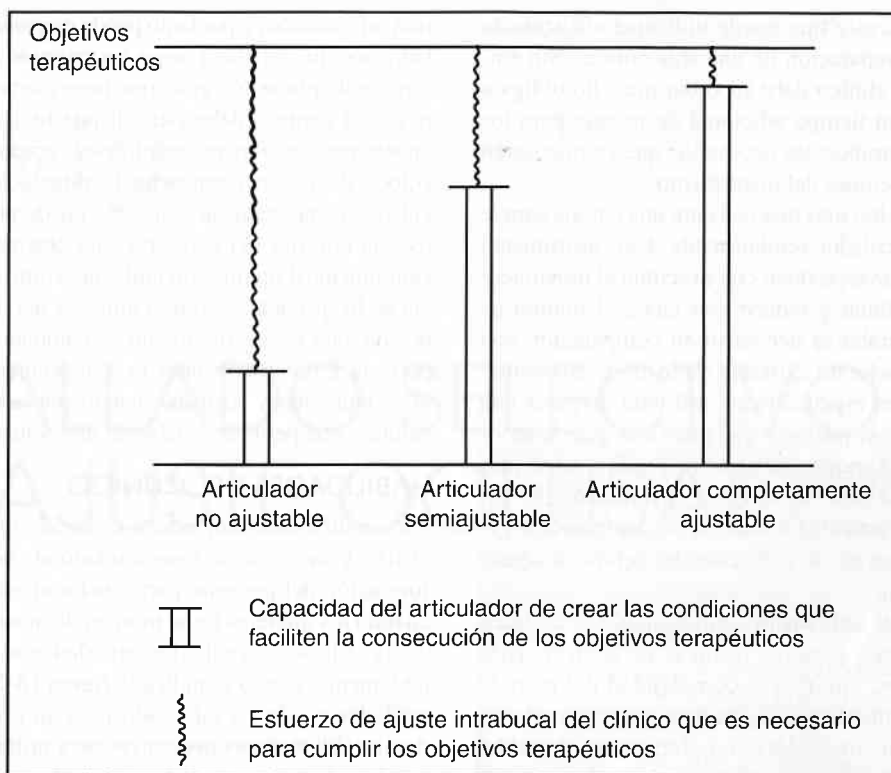 Objetivos
terapéuticos
Articulador
no ajustable
Articulador
semiajustable
Articulador completamente
ajustable
Capacidad del articulador de crear las condiciones que
faciliten la consecución de los objetivos terapéuticos
Esfuerzo de ajuste intrabucal del clínico que es necesario
para cumplir los objetivos terapéuticos